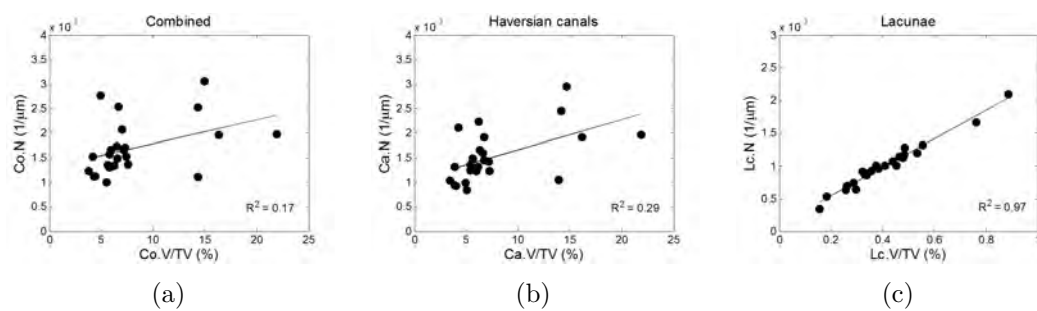 Combined
x 10⁻³
4
3.5
3
2.5
2
1.5
1
0.5
0
Co.N (1/μm)
R² = 0.17
0 5 10 15 20 25
Co.V/TV (%)
(a)
Haversian canals
x 10⁻³
4
3.5
3
2.5
2
1.5
1
0.5
0
Ca.N (1/μm)
R² = 0.29
0 5 10 15 20 25
Ca.V/TV (%)
(b)
Lacunae
x 10⁻³
3
2.5
2
1.5
1
0.5
0
Lc.N (1/μm)
R² = 0.97
0 0.2 0.4 0.6 0.8 1
Lc.V/TV (%)
(c)